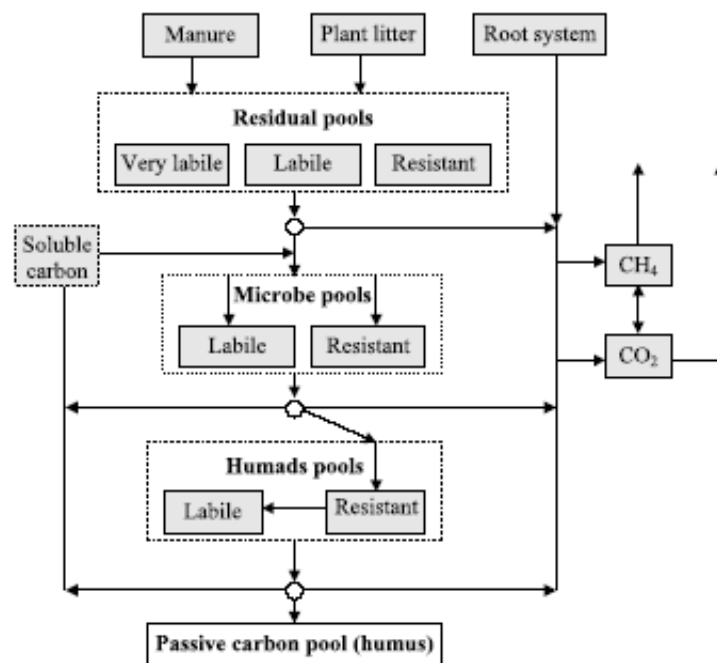 Manure
Plant litter
Root system
Residual pools
Very labile
Labile
Resistant
Soluble
carbon
CH₄
Microbe pools
Labile
Resistant
CO₂
Humads pools
Labile
Resistant
Passive carbon pool (humus)